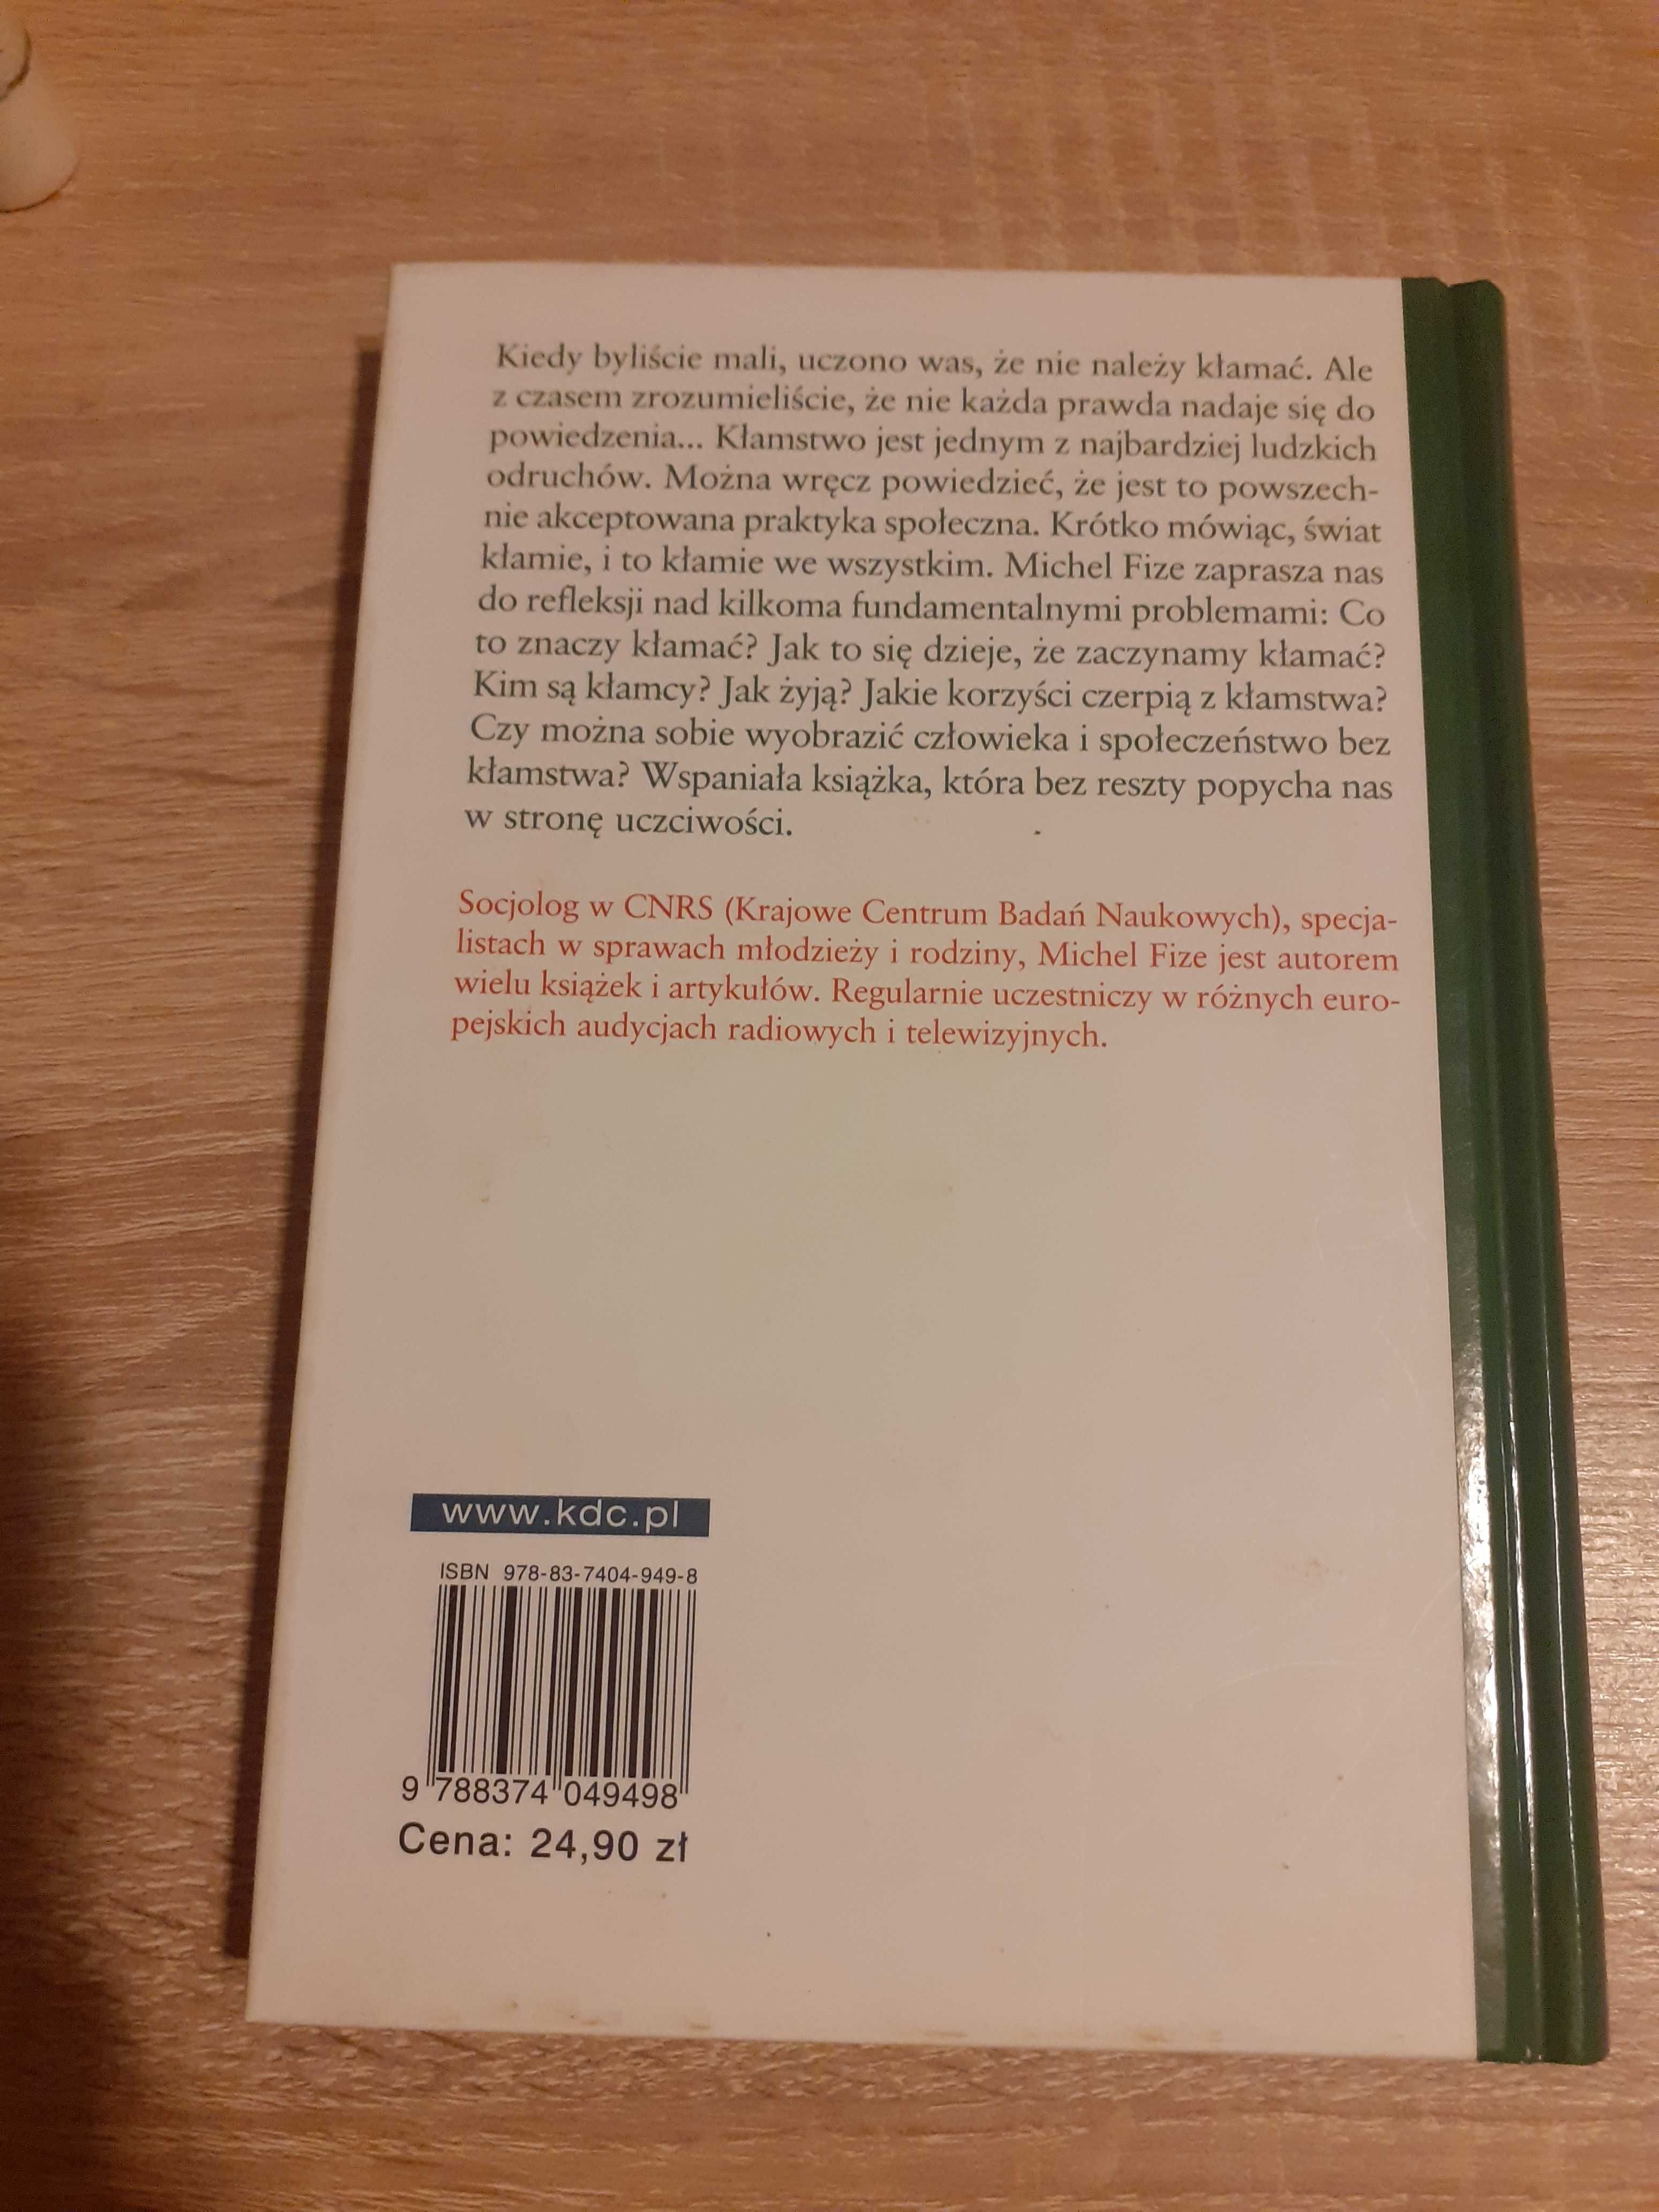 Kiedy byliście mali, uczono was, że nie należy kłamać. Ale
z czasem zrozumieliście, że nie każda prawda nadaje się do
powiedzenia... Kłamstwo jest jednym z najbardziej ludzkich
odruchów. Można wręcz powiedzieć, że jest to powszech-
nie akceptowana praktyka społeczna. Krótko mówiąc, świat
kłamie, i to kłamie we wszystkim. Michel Fize zaprasza nas
do refleksji nad kilkoma fundamentalnymi problemami: Co
to znaczy kłamać? Jak to się dzieje, że zaczynamy kłamać?
Kim są kłamcy? Jak żyją? Jakie korzyści czerpią z kłamstwa?
Czy można sobie wyobrazić człowieka i społeczeństwo bez
kłamstwa? Wspaniała książka, która bez reszty popycha nas
w stronę uczciwości.
Socjolog w CNRS (Krajowe Centrum Badań Naukowych), specja-
listach w sprawach młodzieży i rodziny, Michel Fize jest autorem
wielu książek i artykułów. Regularnie uczestniczy w różnych euro-
pejskich audycjach radiowych i telewizyjnych.
www.kdc.pl
ISBN 978-83-7404-949-8
9 788374 049498
Cena: 24,90 zł